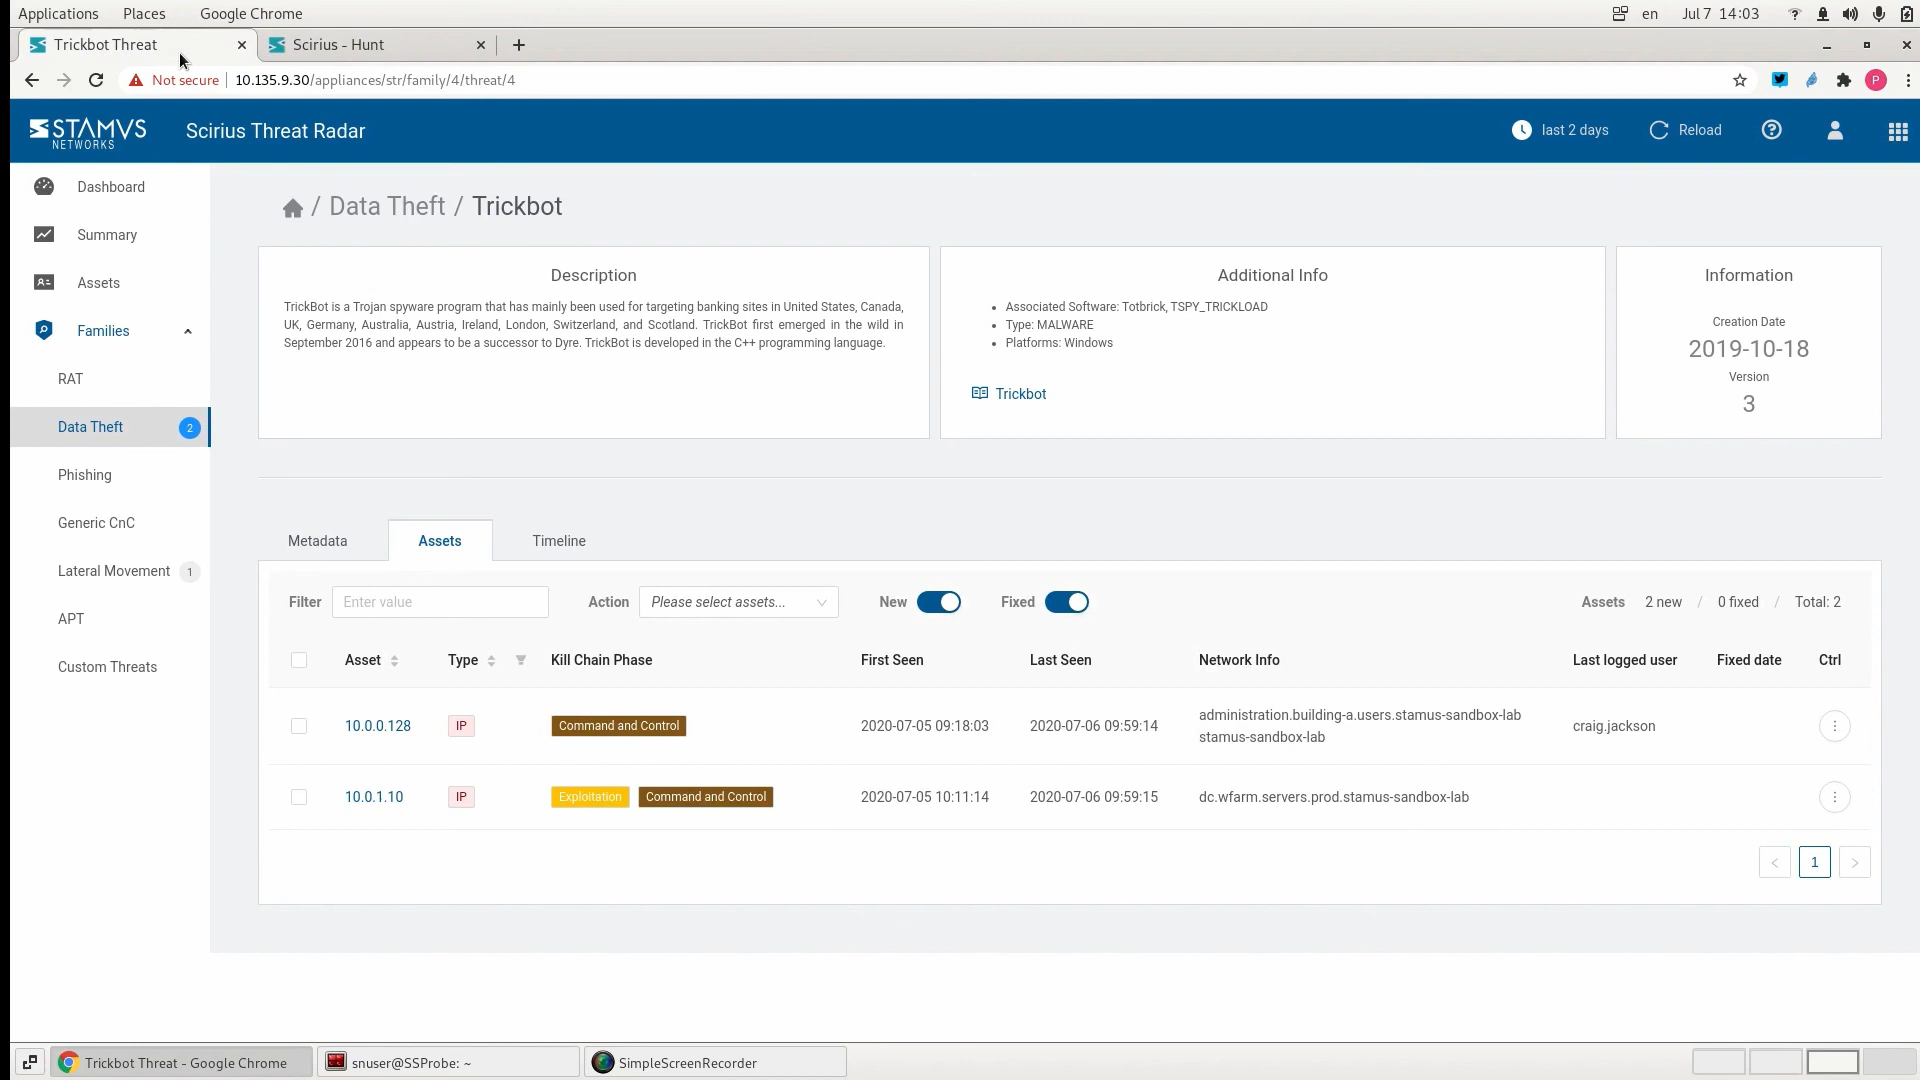 Applications Places Google Chrome en Jul 7 14:03
Trickbot Threat Scirius - Hunt
Not secure 10.135.9.30/appliances/str/family/4/threat/4 P
STAMVS NETWORKS Scirius Threat Radar last 2 days Reload
Dashboard
Summary
Assets
Families
RAT
Data Theft 2
Phishing
Generic CnC
Lateral Movement 1
APT
Custom Threats
/ Data Theft / Trickbot
Description
TrickBot is a Trojan spyware program that has mainly been used for targeting banking sites in United States, Canada,
UK, Germany, Australia, Austria, Ireland, London, Switzerland, and Scotland. TrickBot first emerged in the wild in
September 2016 and appears to be a successor to Dyre. TrickBot is developed in the C++ programming language.
Additional Info
• Associated Software: Totbrick, TSPY_TRICKLOAD
• Type: MALWARE
• Platforms: Windows
Trickbot
Information
Creation Date
2019-10-18
Version
3
Metadata Assets Timeline
Filter Enter value Action Please select assets... New Fixed Assets 2 new / 0 fixed / Total: 2
Asset Type Kill Chain Phase First Seen Last Seen Network Info Last logged user Fixed date Ctrl
10.0.0.128 IP Command and Control 2020-07-05 09:18:03 2020-07-06 09:59:14 administration.building-a.users.stamus-sandbox-lab craig.jackson
stamus-sandbox-lab
10.0.1.10 IP Exploitation Command and Control 2020-07-05 10:11:14 2020-07-06 09:59:15 dc.wfarm.servers.prod.stamus-sandbox-lab
< 1 >
Trickbot Threat - Google Chrome snuser@SSProbe: ~ SimpleScreenRecorder